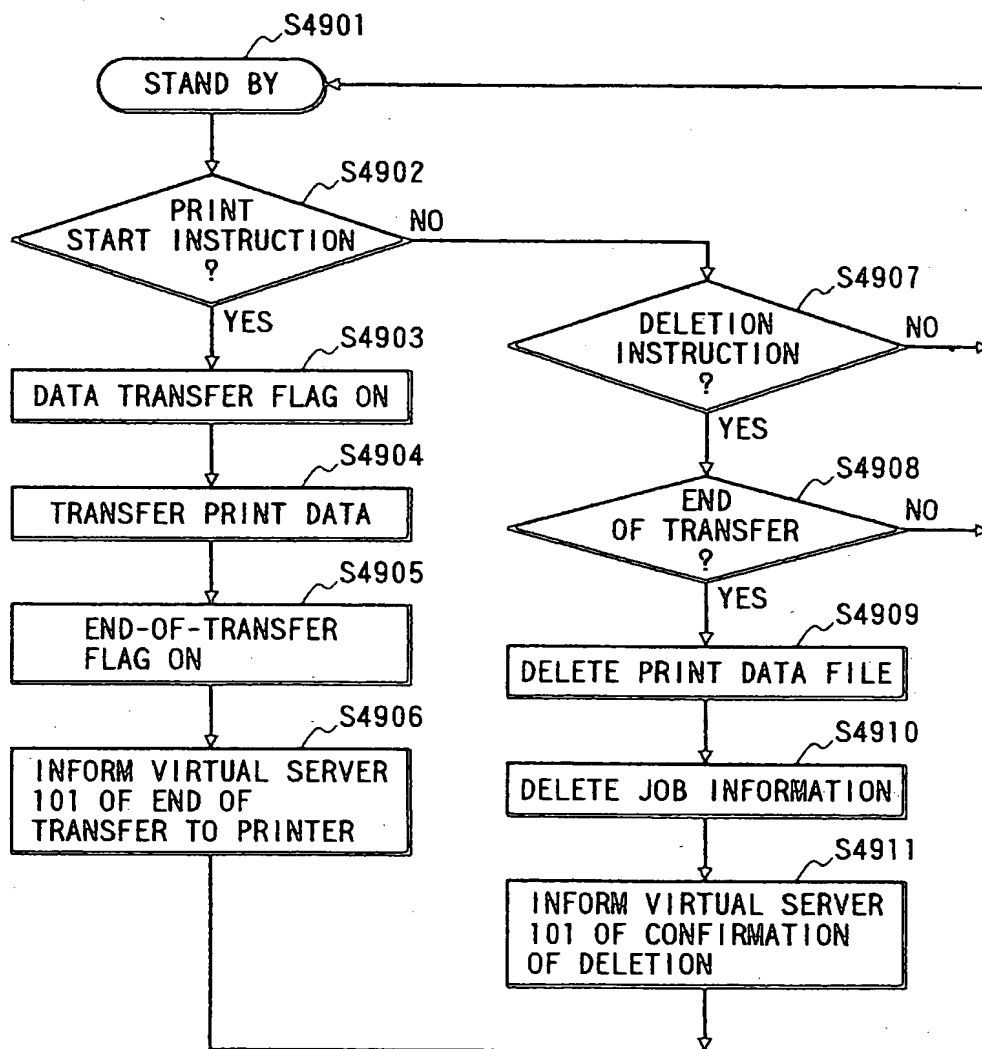 S4901
STAND BY
S4902
PRINT
START INSTRUCTION
?
NO
YES
S4903
DATA TRANSFER FLAG ON
S4904
TRANSFER PRINT DATA
S4905
END-OF-TRANSFER
FLAG ON
S4906
INFORM VIRTUAL SERVER
101 OF END OF
TRANSFER TO PRINTER
S4907
DELETION
INSTRUCTION
?
NO
YES
S4908
END
OF TRANSFER
?
NO
YES
S4909
DELETE PRINT DATA FILE
S4910
DELETE JOB INFORMATION
S4911
INFORM VIRTUAL SERVER
101 OF CONFIRMATION
OF DELETION